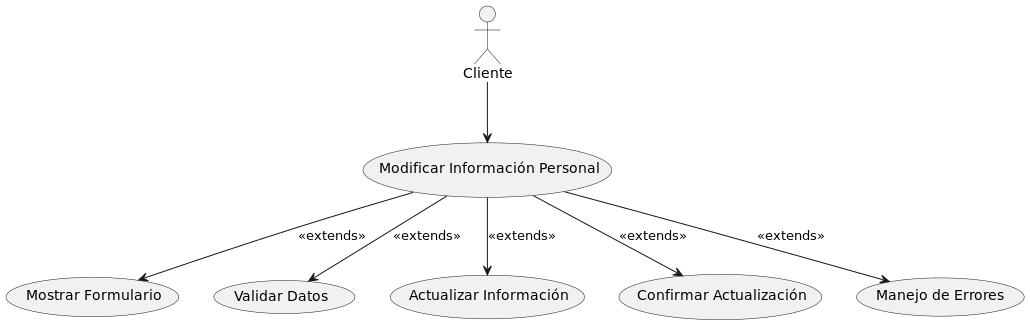 Cliente
Modificar Información Personal
«extends»
«extends»
«extends»
«extends»
«extends»
Mostrar Formulario
Validar Datos
Actualizar Información
Confirmar Actualización
Manejo de Errores